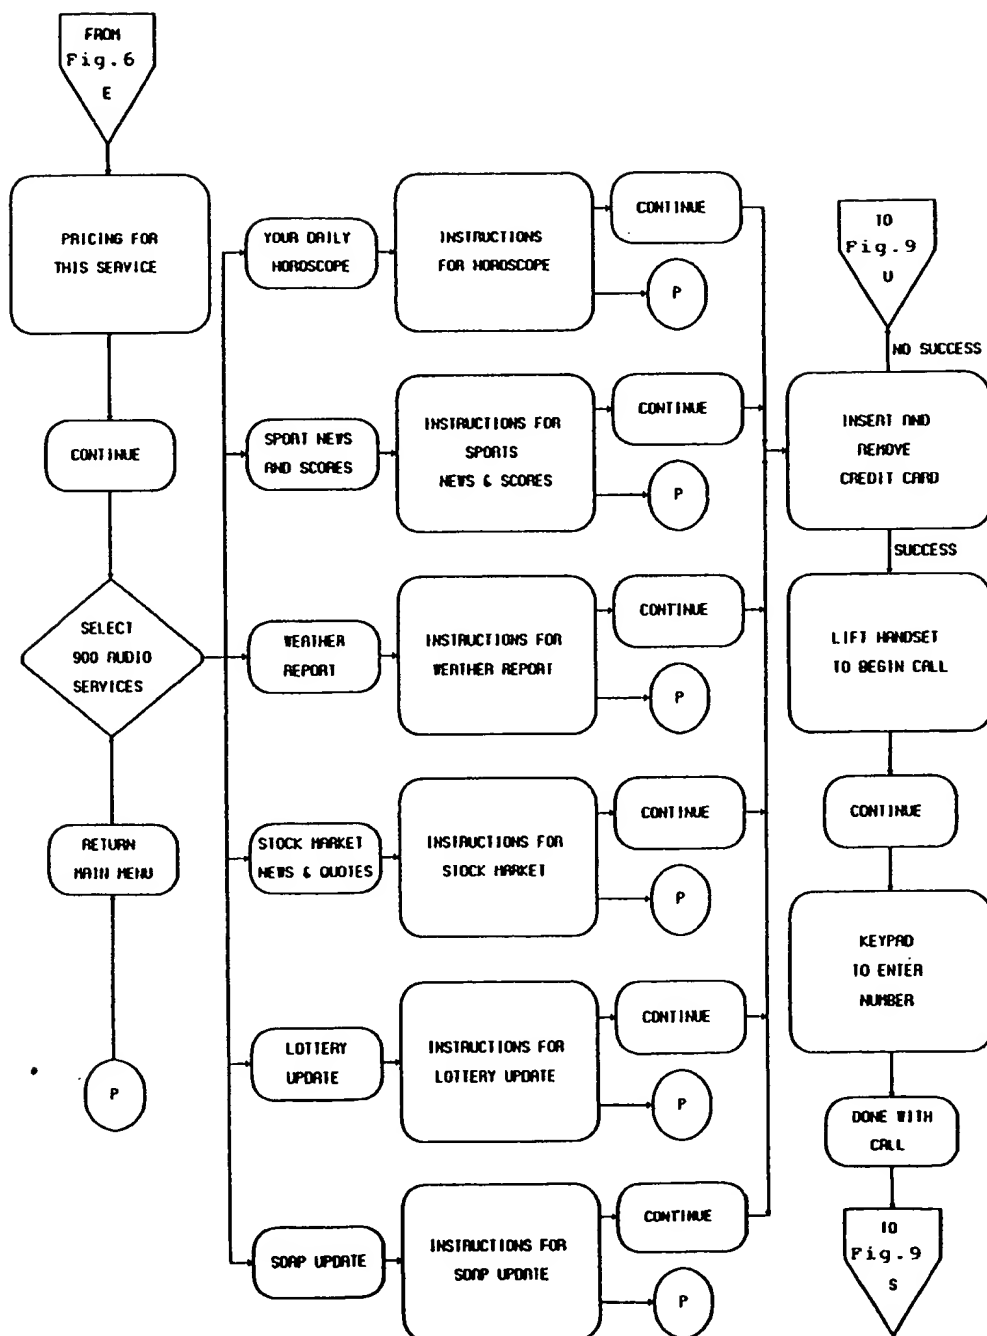 FROM
Fig.6
E
PRICING FOR
THIS SERVICE
CONTINUE
SELECT
900 AUDIO
SERVICES
RETURN
MAIN MENU
P
YOUR DAILY
HOROSCOPE
INSTRUCTIONS
FOR HOROSCOPE
CONTINUE
P
SPORT NEWS
AND SCORES
INSTRUCTIONS FOR
SPORTS
NEWS & SCORES
CONTINUE
P
WEATHER
REPORT
INSTRUCTIONS FOR
WEATHER REPORT
CONTINUE
P
STOCK MARKET
NEWS & QUOTES
INSTRUCTIONS FOR
STOCK MARKET
CONTINUE
P
LOTTERY
UPDATE
INSTRUCTIONS FOR
LOTTERY UPDATE
CONTINUE
P
SOAP UPDATE
INSTRUCTIONS FOR
SOAP UPDATE
CONTINUE
P
TO
Fig.9
U
NO SUCCESS
INSERT AND
REMOVE
CREDIT CARD
SUCCESS
LIFT HANDSET
TO BEGIN CALL
CONTINUE
KEYPAD
TO ENTER
NUMBER
DONE WITH
CALL
TO
Fig.9
S